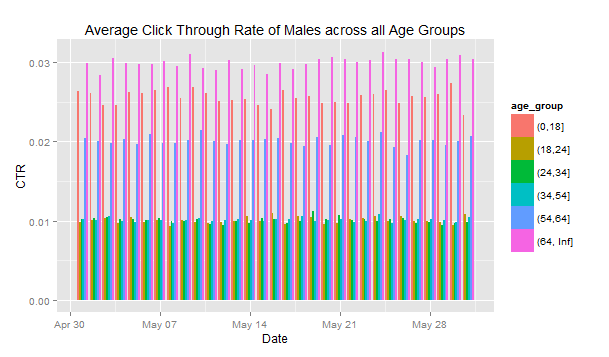 Average Click Through Rate of Males across all Age Groups
0.03
0.02
0.01
0.00
CTR
Apr 30
May 07
May 14
May 21
May 28
Date
age_group
(0,18]
(18,24]
(24,34]
(34,54]
(54,64]
(64, Inf]